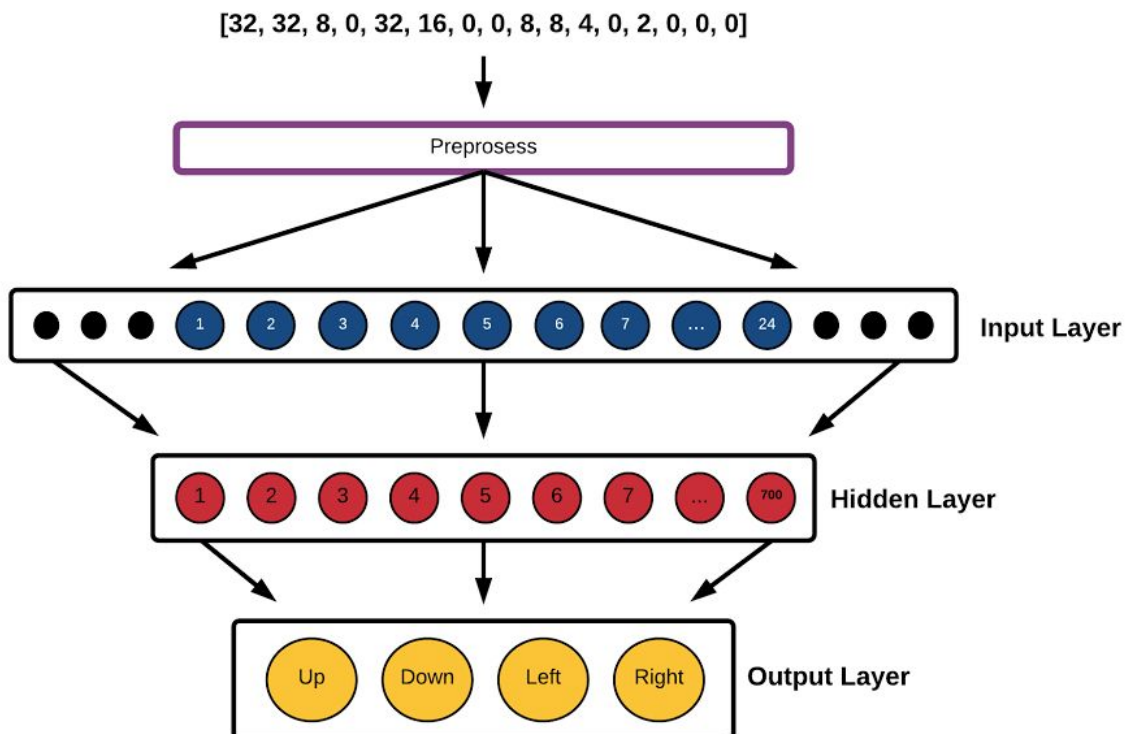 [32, 32, 8, 0, 32, 16, 0, 0, 8, 8, 4, 0, 2, 0, 0, 0]
Preprosess
1 2 3 4 5 6 7 ... 24
Input Layer
1 2 3 4 5 6 7 ... 700
Hidden Layer
Up Down Left Right
Output Layer